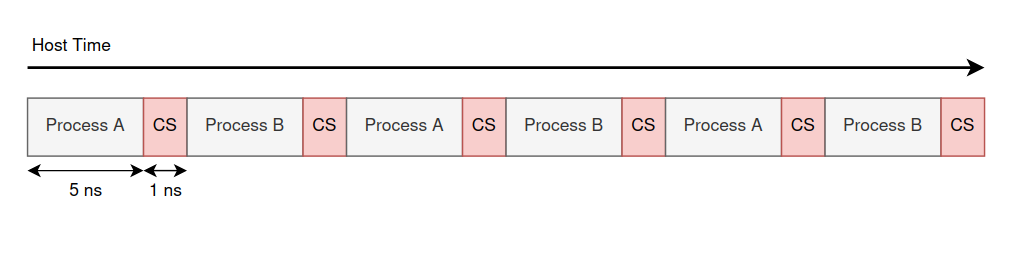 Host Time
Process A CS Process B CS Process A CS Process B CS Process A CS Process B CS
5 ns 1 ns